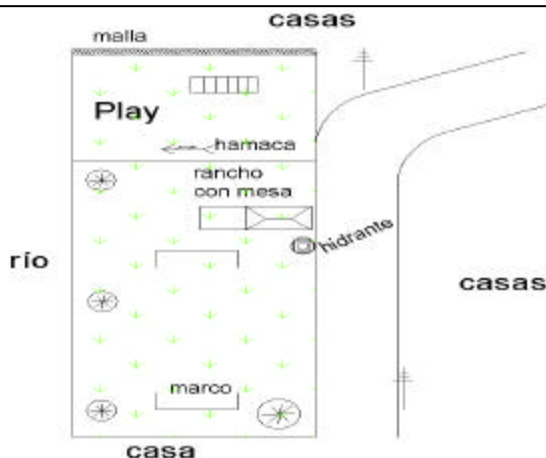 casas
malla
Play
hamaca
rancho
con mesa
hidrante
río
casas
marco
casa